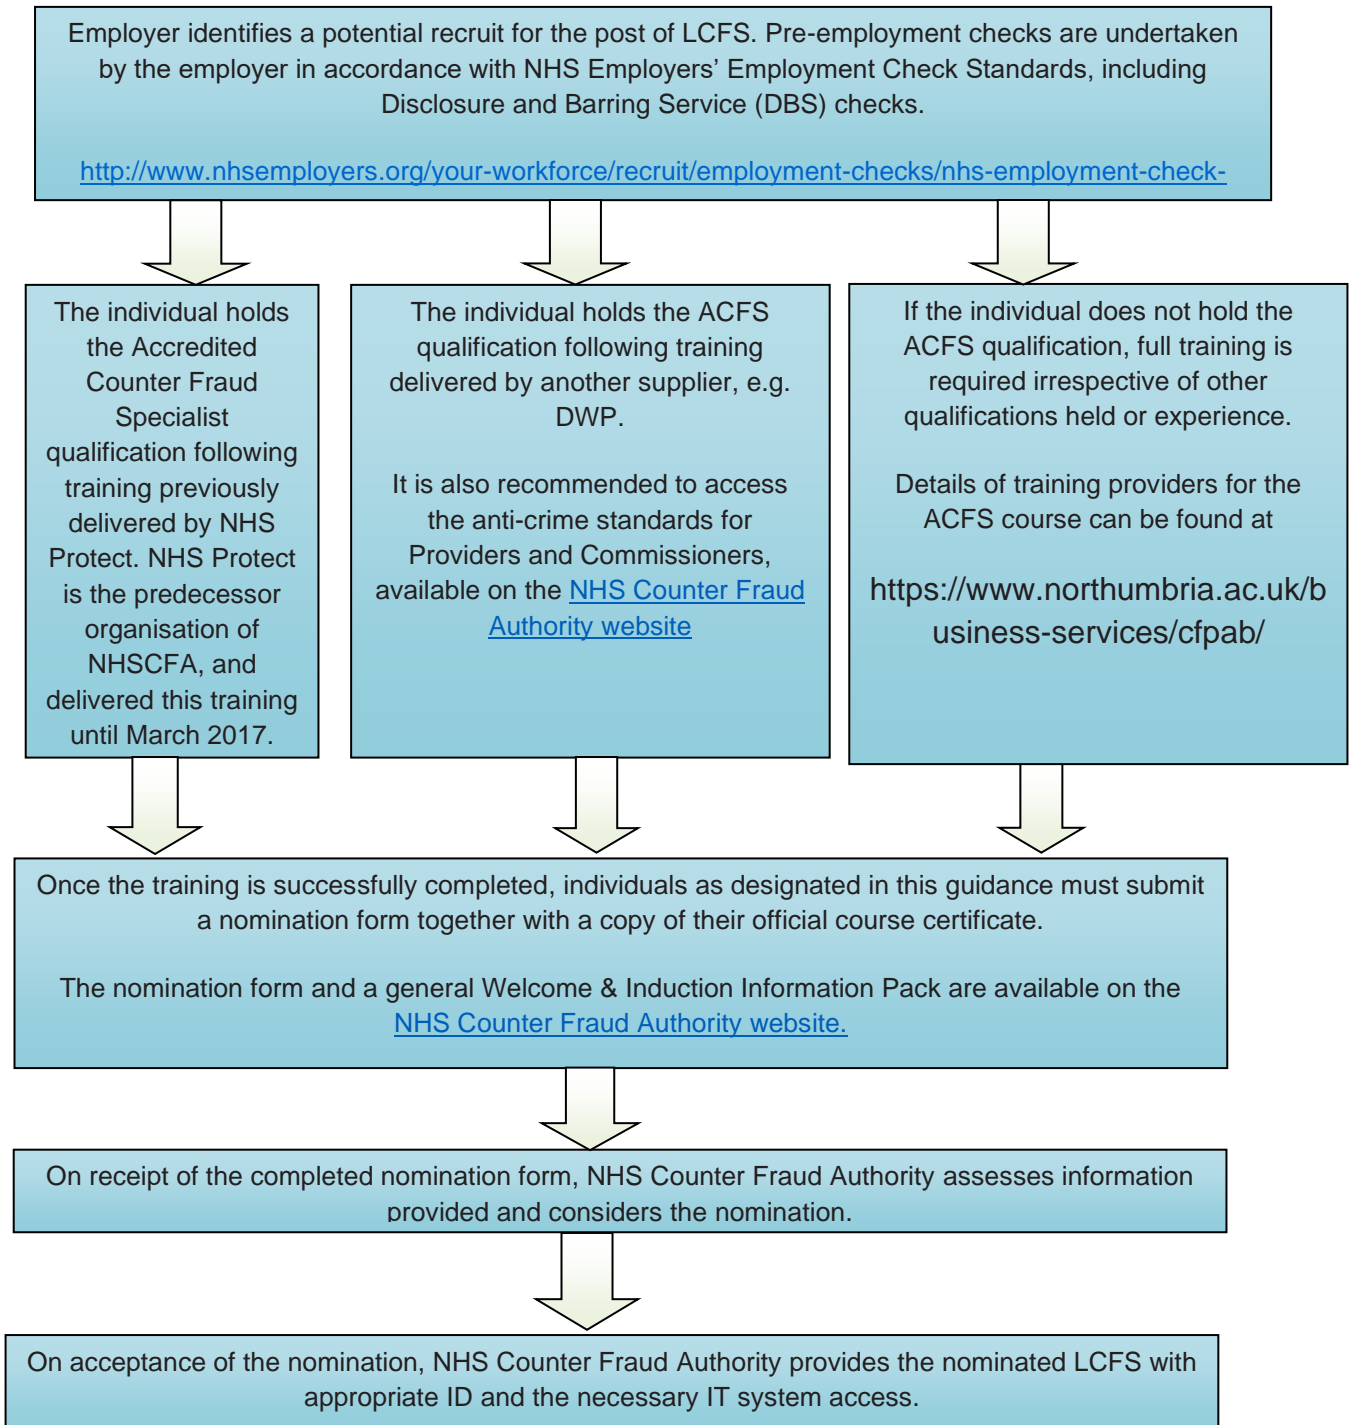 Employer identifies a potential recruit for the post of LCFS. Pre-employment checks are undertaken
by the employer in accordance with NHS Employers’ Employment Check Standards, including
Disclosure and Barring Service (DBS) checks.
http://www.nhsemployers.org/your-workforce/recruit/employment-checks/nhs-employment-check-
The individual holds
the Accredited
Counter Fraud
Specialist
qualification following
training previously
delivered by NHS
Protect. NHS Protect
is the predecessor
organisation of
NHSCFA, and
delivered this training
until March 2017.
The individual holds the ACFS
qualification following training
delivered by another supplier, e.g.
DWP.
It is also recommended to access
the anti-crime standards for
Providers and Commissioners,
available on the NHS Counter Fraud
Authority website
If the individual does not hold the
ACFS qualification, full training is
required irrespective of other
qualifications held or experience.
Details of training providers for the
ACFS course can be found at
https://www.northumbria.ac.uk/b
usiness-services/cfpab/
Once the training is successfully completed, individuals as designated in this guidance must submit
a nomination form together with a copy of their official course certificate.
The nomination form and a general Welcome & Induction Information Pack are available on the
NHS Counter Fraud Authority website.
On receipt of the completed nomination form, NHS Counter Fraud Authority assesses information
provided and considers the nomination.
On acceptance of the nomination, NHS Counter Fraud Authority provides the nominated LCFS with
appropriate ID and the necessary IT system access.